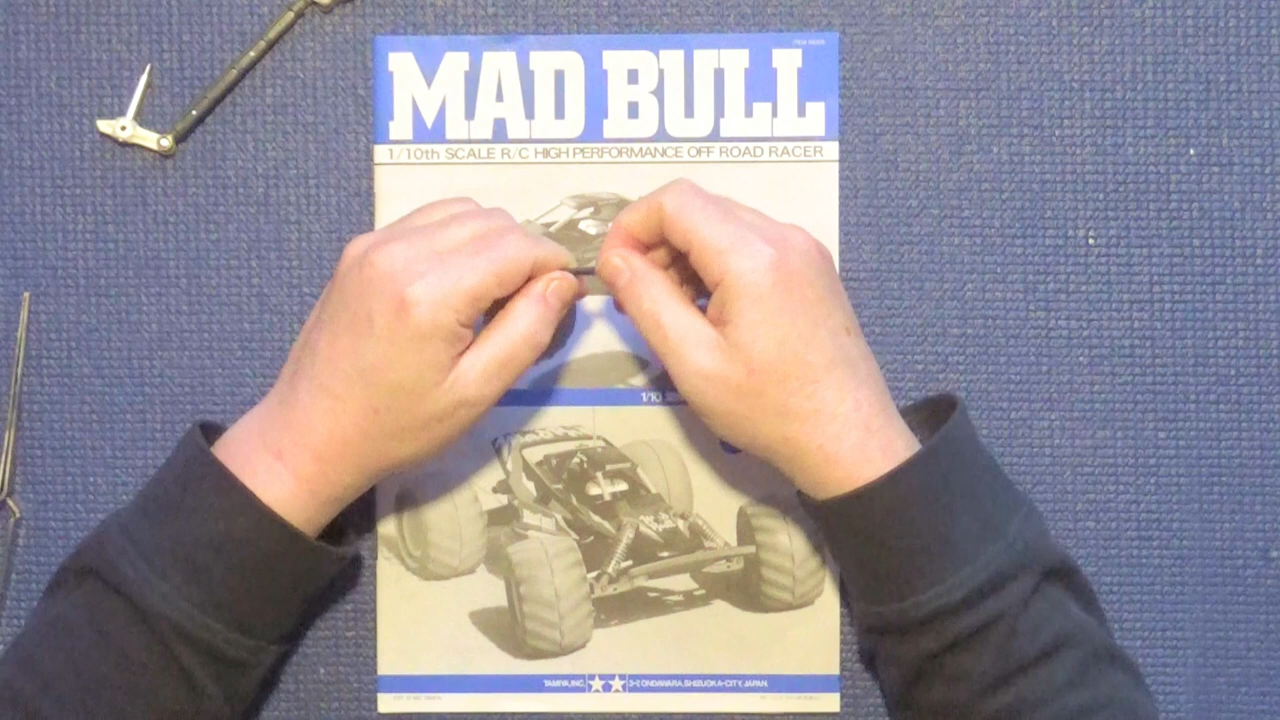 MAD BULL
1/10th SCALE R/C HIGH PERFORMANCE OFF ROAD RACER
1/10
TAMIYA, INC. 3-7, ONDAWARA, SHIZUOKA-CITY, JAPAN.